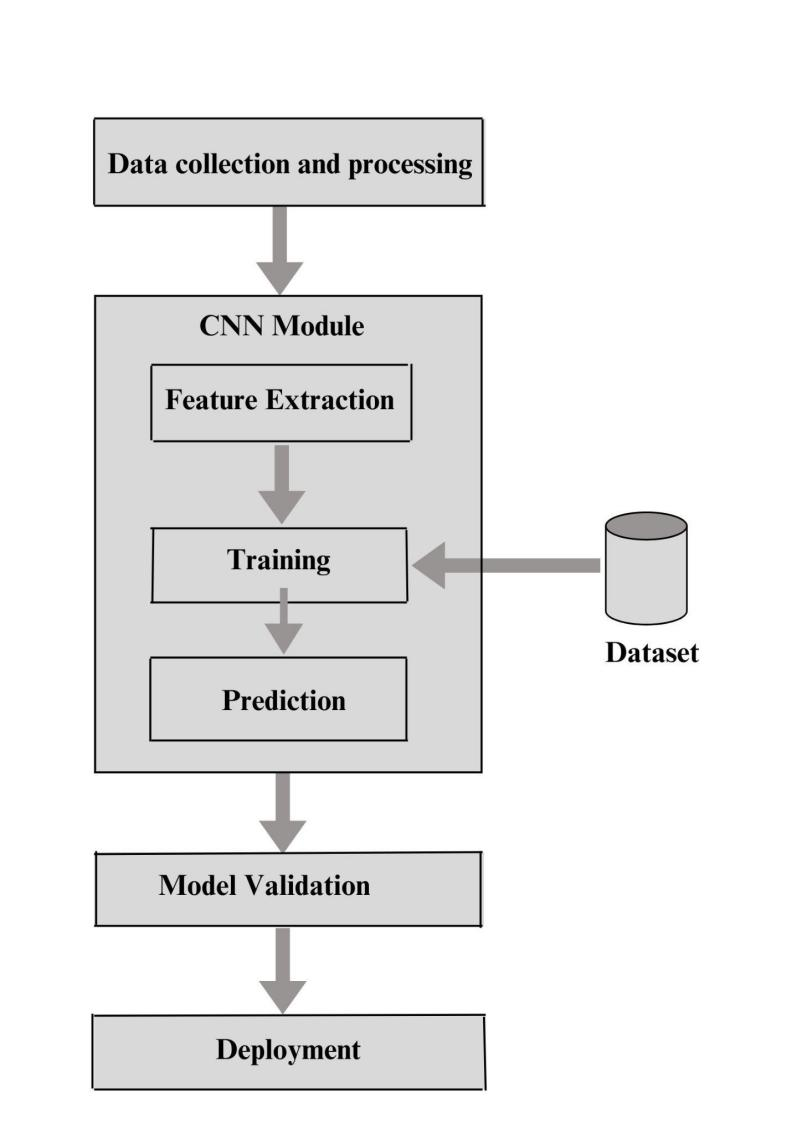 Data collection and processing
CNN Module
Feature Extraction
Training
Dataset
Prediction
Model Validation
Deployment